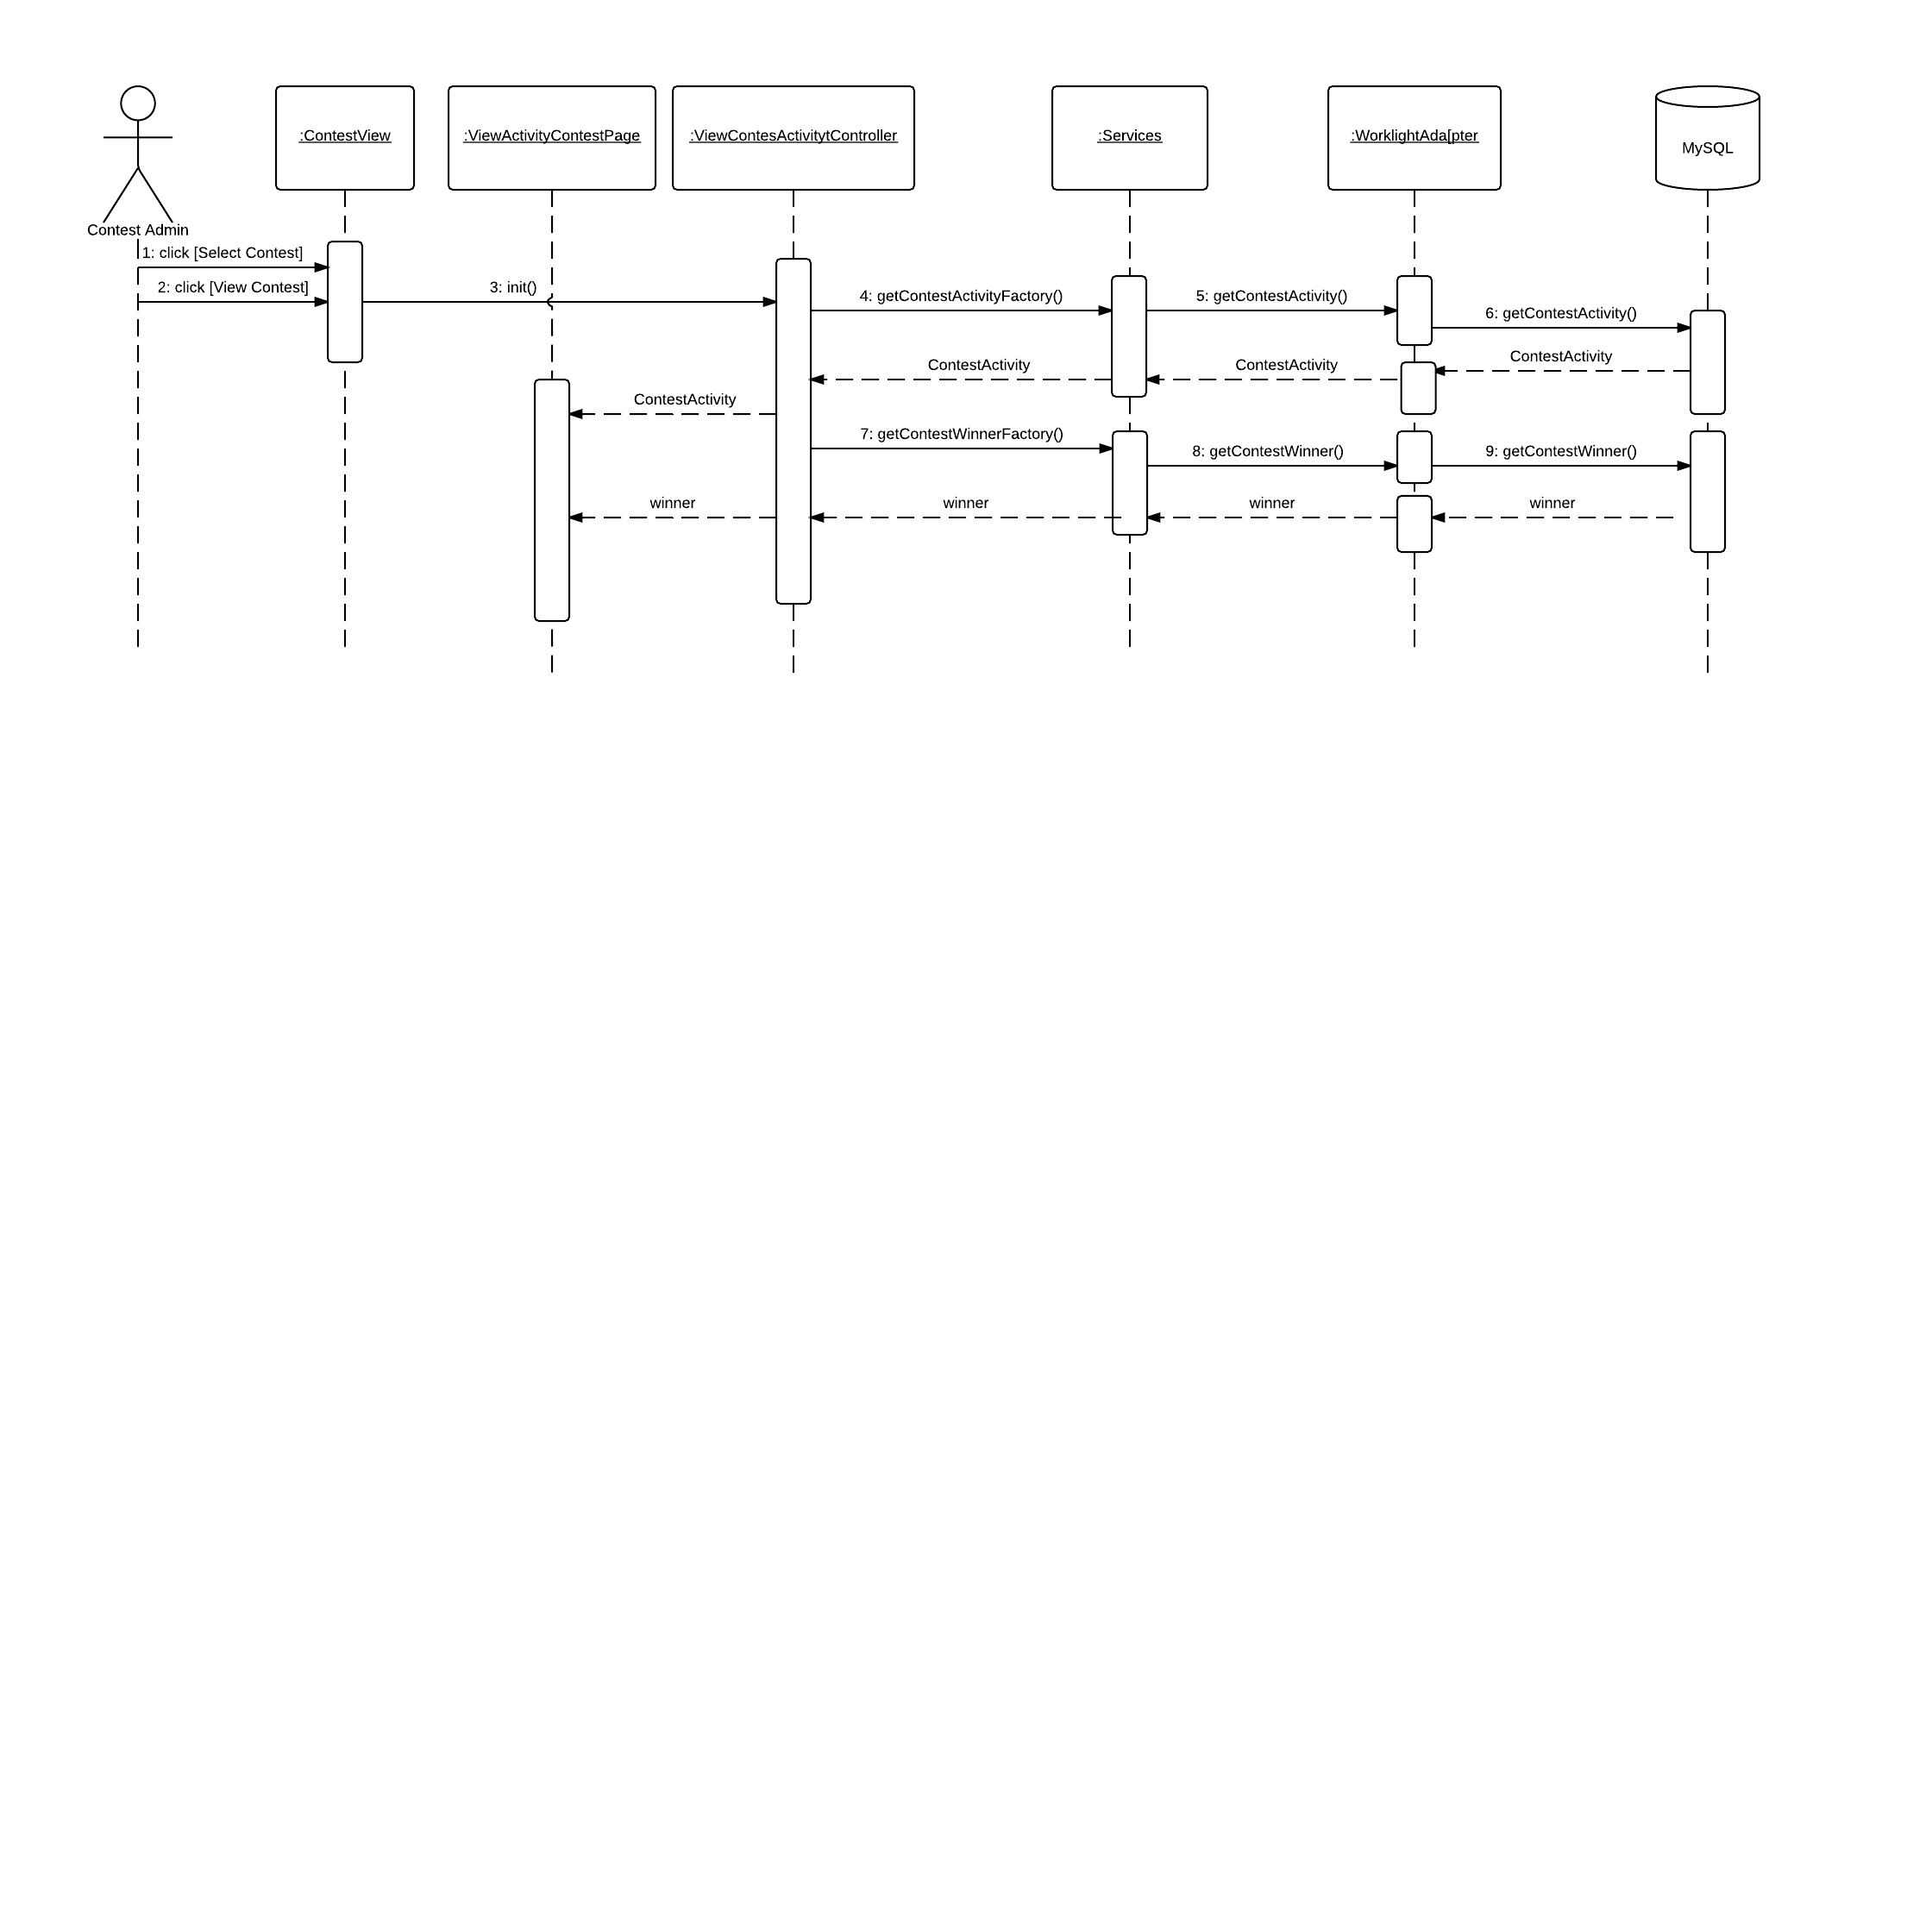 :ContestView
:ViewActivityContestPage
:ViewContesActivitytController
:Services
:WorklightAda[pter
MySQL
Contest Admin
1: click [Select Contest]
2: click [View Contest]
3: init()
4: getContestActivityFactory()
5: getContestActivity()
6: getContestActivity()
ContestActivity
ContestActivity
ContestActivity
ContestActivity
7: getContestWinnerFactory()
8: getContestWinner()
9: getContestWinner()
winner
winner
winner
winner